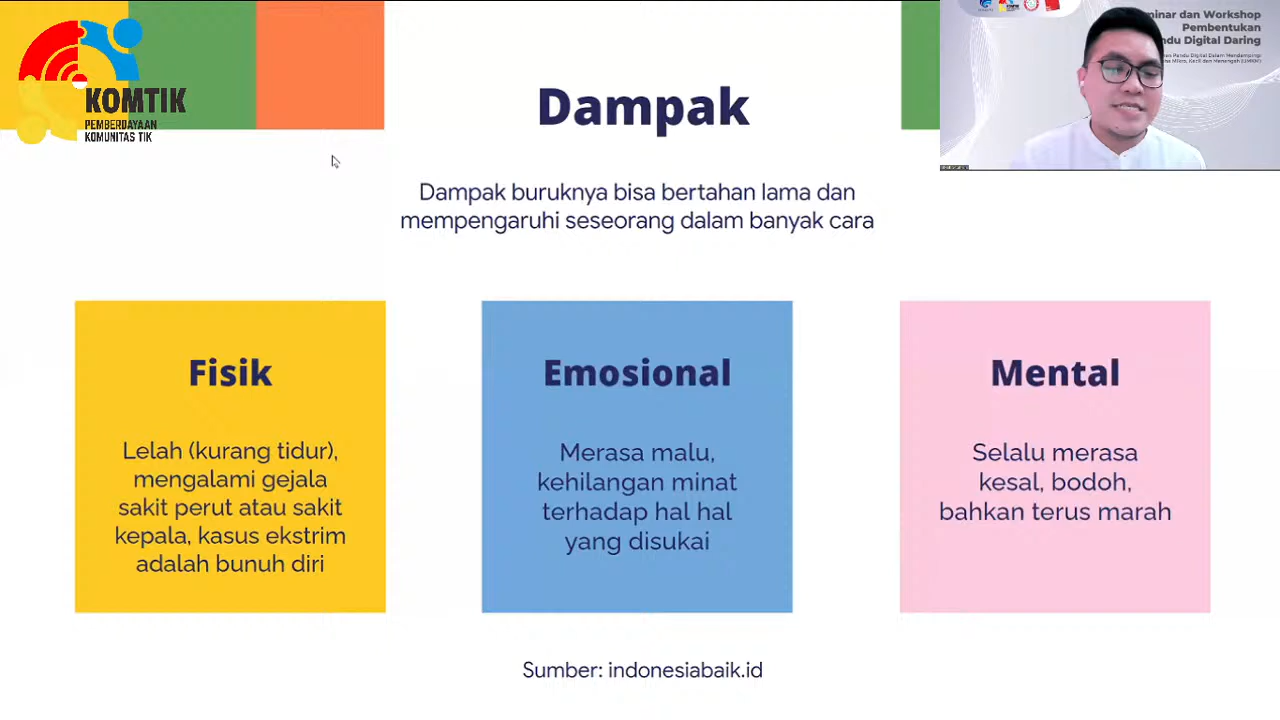 KOMTIK
PEMBERDAYAAN
KOMUNITAS TIK
minar dan Workshop
Pembentukan
ndu Digital Daring
Dampak
Dampak buruknya bisa bertahan lama dan
mempengaruhi seseorang dalam banyak cara
Fisik
Lelah (kurang tidur),
mengalami gejala
sakit perut atau sakit
kepala, kasus ekstrim
adalah bunuh diri
Emosional
Merasa malu,
kehilangan minat
terhadap hal hal
yang disukai
Mental
Selalu merasa
kesal, bodoh,
bahkan terus marah
Sumber: indonesiabaik.id